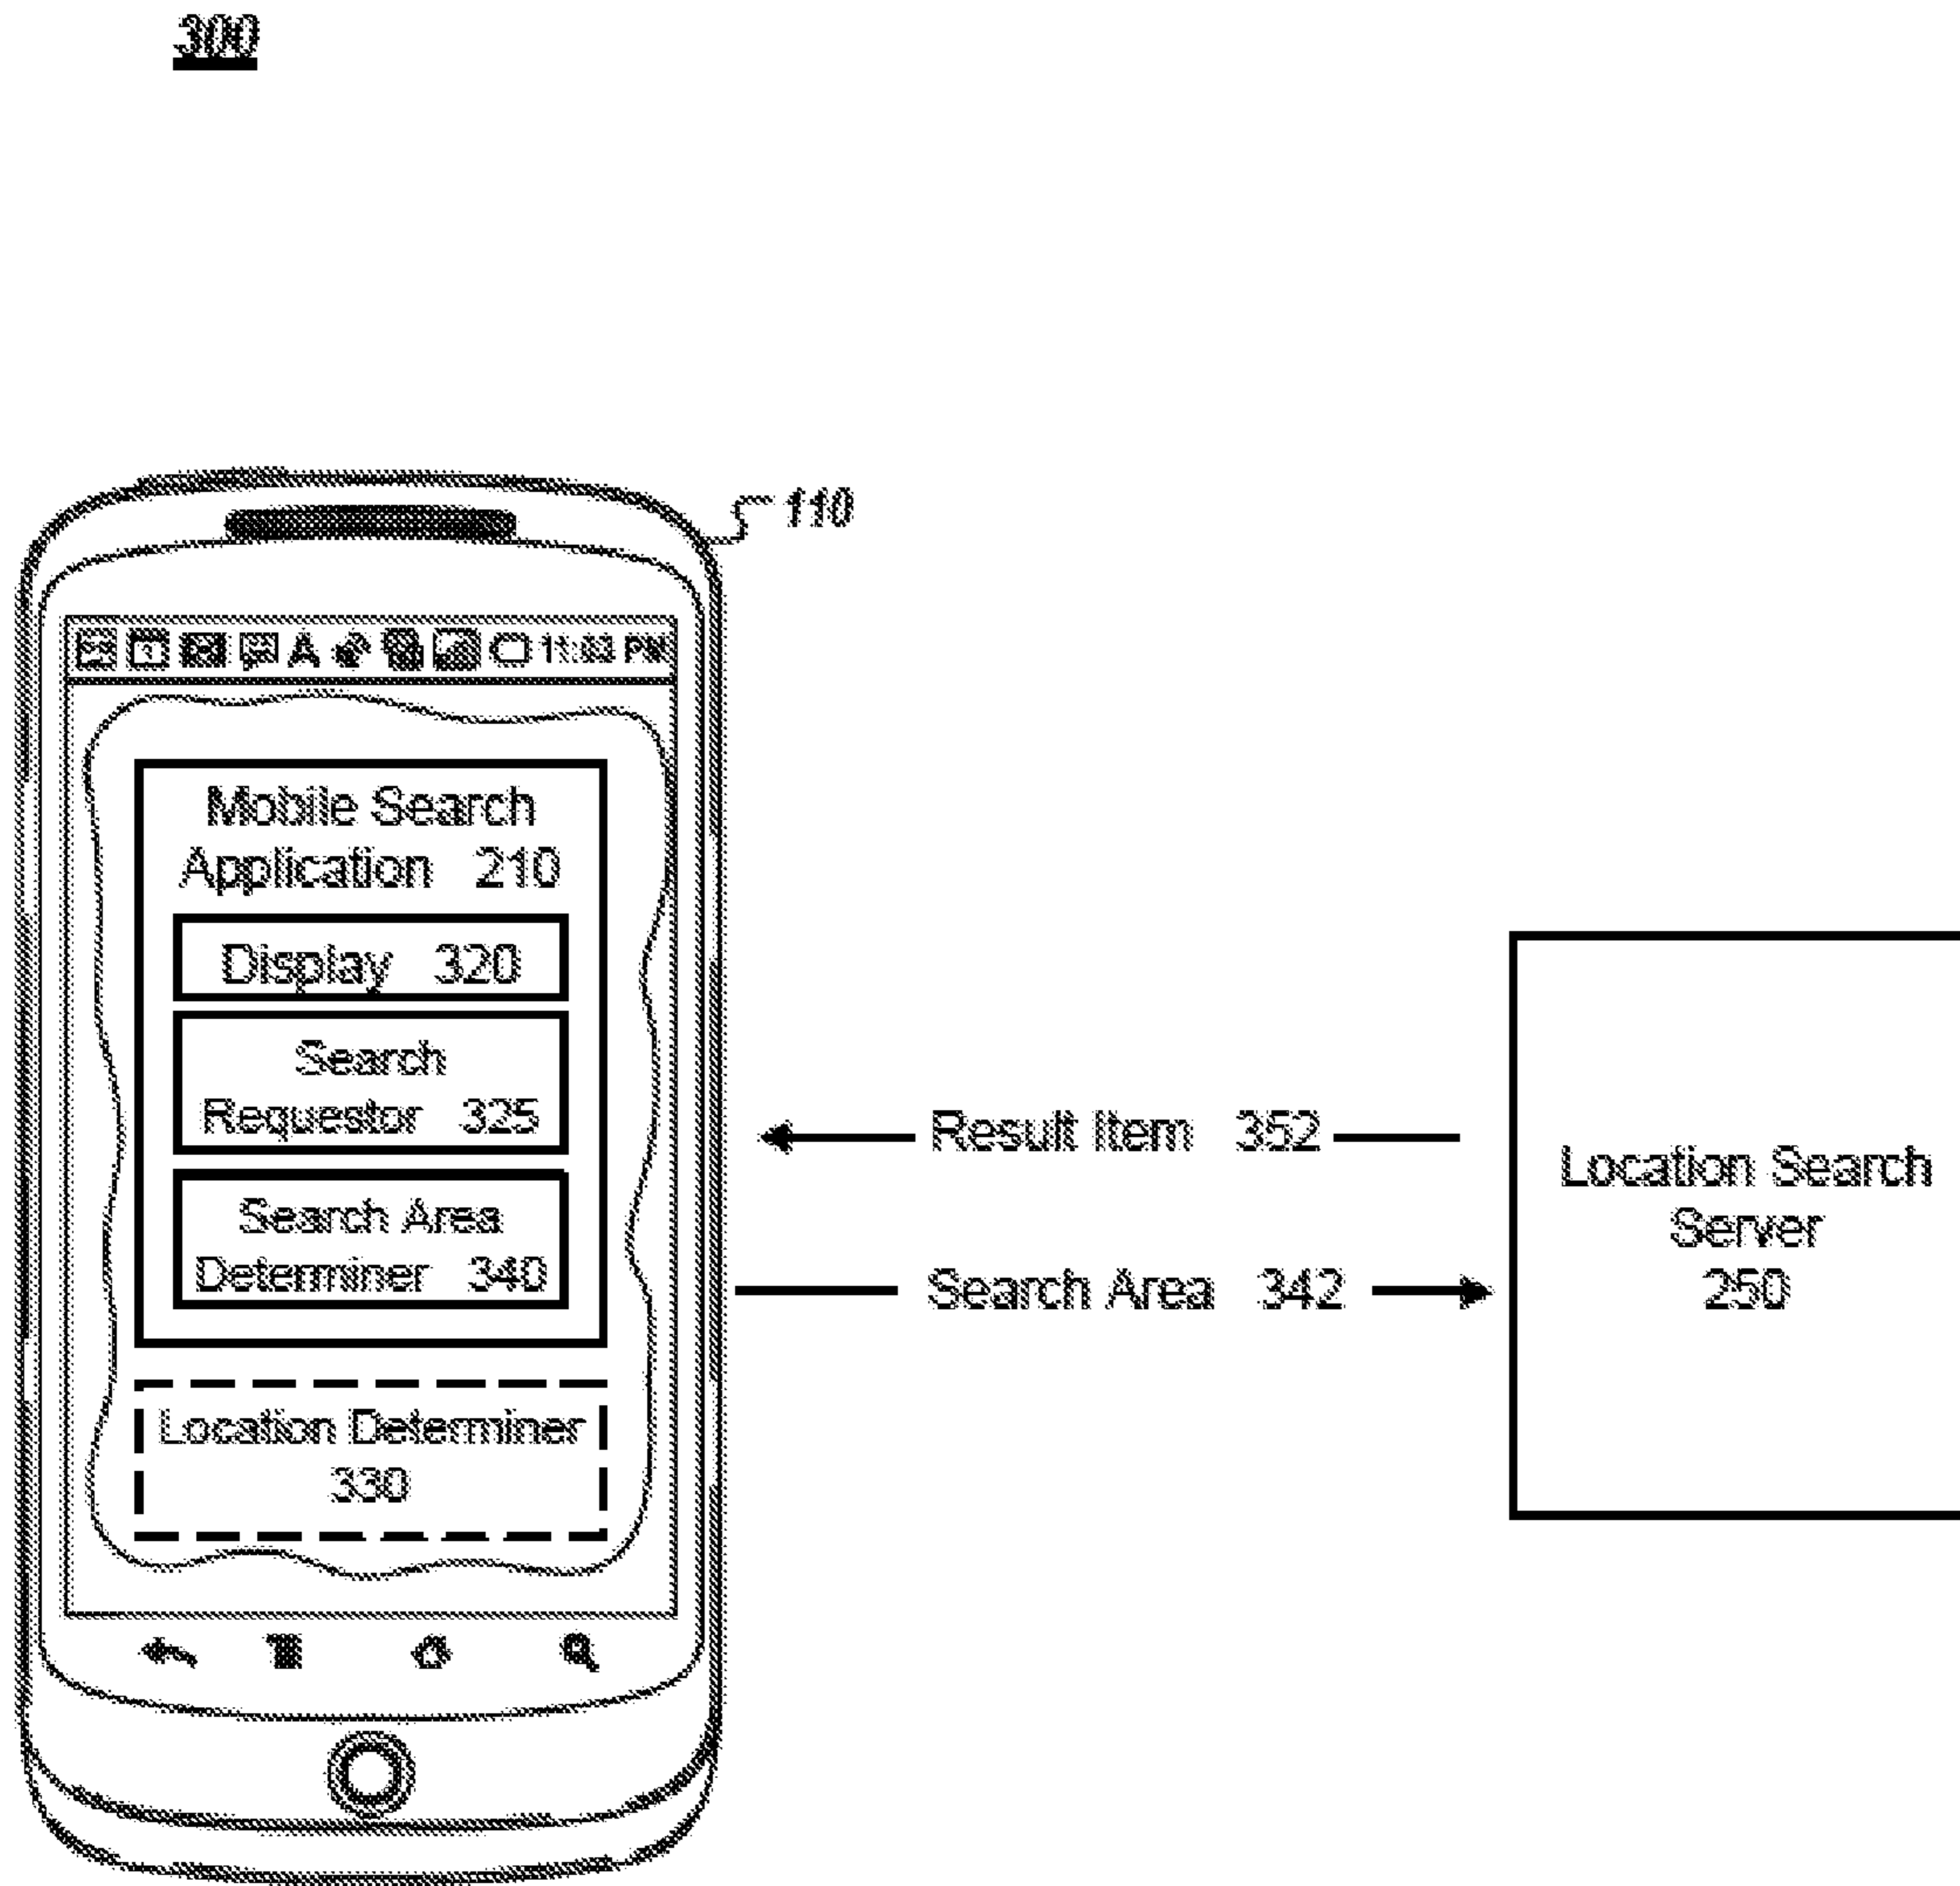 300
110
PM
Mobile Search
Application 210
Display 320
Search
Requestor 325
Search Area
Determiner 340
Location Determiner
330
Result Item 352
Search Area 342
Location Search
Server
250